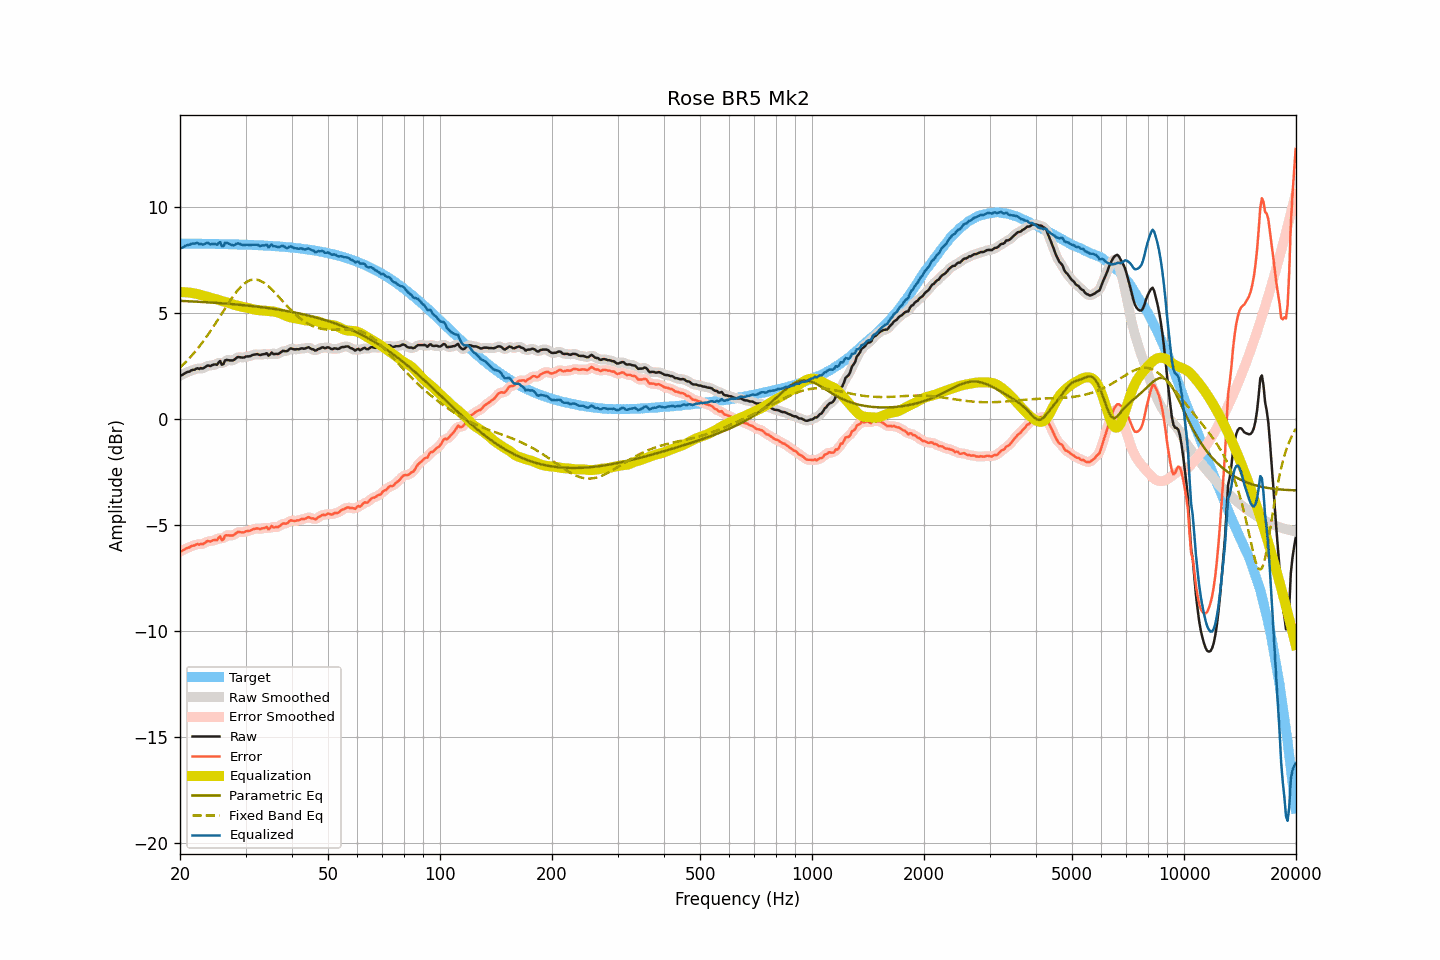 Rose BR5 Mk2
10
5
0
−5
−10
−15
−20
Amplitude (dBr)
Target
Raw Smoothed
Error Smoothed
Raw
Error
Equalization
Parametric Eq
Fixed Band Eq
Equalized
20 50 100 200 500 1000 2000 5000 10000 20000
Frequency (Hz)